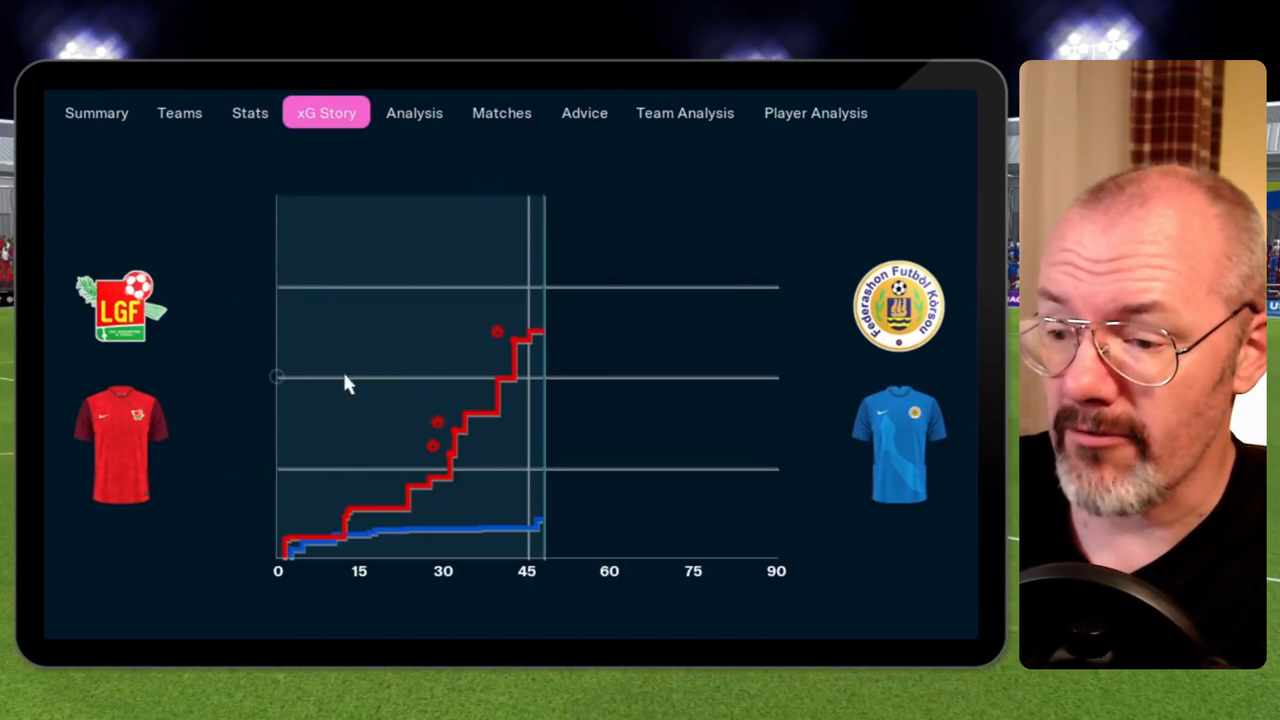 Summary Teams Stats xG Story Analysis Matches Advice Team Analysis Player Analysis
LGF
Federashon Futbòl Kòrsou
0 15 30 45 60 75 90